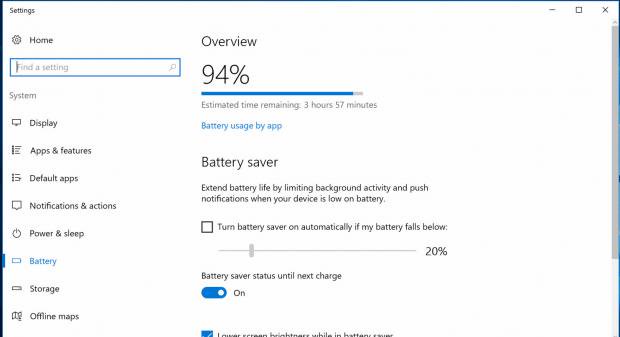 Settings
Home
Find a setting
System
Display
Apps & features
Default apps
Notifications & actions
Power & sleep
Battery
Storage
Offline maps
Overview
94%
Estimated time remaining: 3 hours 57 minutes
Battery usage by app
Battery saver
Extend battery life by limiting background activity and push
notifications when your device is low on battery.
Turn battery saver on automatically if my battery falls below:
20%
Battery saver status until next charge
On
Lower screen brightness while in battery saver